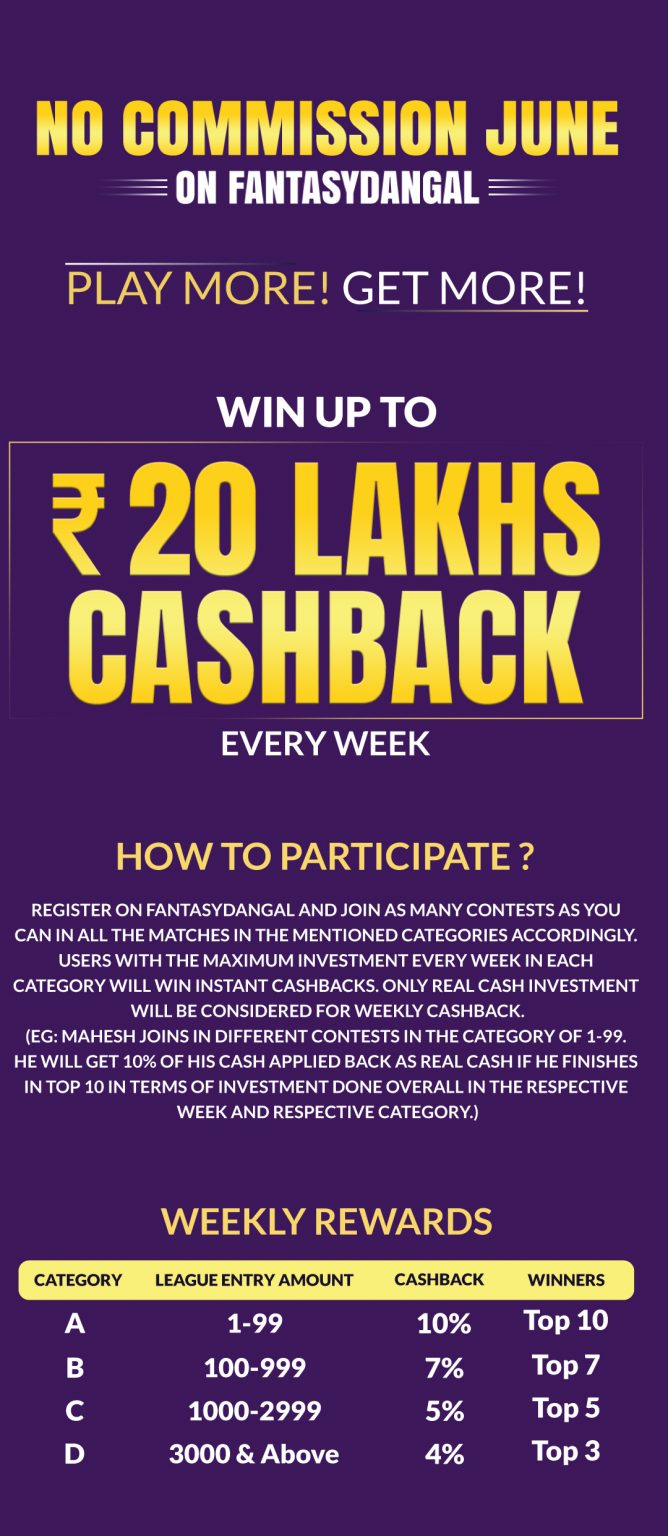 NO COMMISSION JUNE
ON FANTASYDANGAL
PLAY MORE! GET MORE!
WIN UP TO
₹ 20 LAKHS
CASHBACK
EVERY WEEK
HOW TO PARTICIPATE ?
REGISTER ON FANTASYDANGAL AND JOIN AS MANY CONTESTS AS YOU
CAN IN ALL THE MATCHES IN THE MENTIONED CATEGORIES ACCORDINGLY.
USERS WITH THE MAXIMUM INVESTMENT EVERY WEEK IN EACH
CATEGORY WILL WIN INSTANT CASHBACKS. ONLY REAL CASH INVESTMENT
WILL BE CONSIDERED FOR WEEKLY CASHBACK.
(EG: MAHESH JOINS IN DIFFERENT CONTESTS IN THE CATEGORY OF 1-99.
HE WILL GET 10% OF HIS CASH APPLIED BACK AS REAL CASH IF HE FINISHES
IN TOP 10 IN TERMS OF INVESTMENT DONE OVERALL IN THE RESPECTIVE
WEEK AND RESPECTIVE CATEGORY.)
WEEKLY REWARDS
CATEGORY LEAGUE ENTRY AMOUNT CASHBACK WINNERS
A 1-99 10% Top 10
B 100-999 7% Top 7
C 1000-2999 5% Top 5
D 3000 & Above 4% Top 3